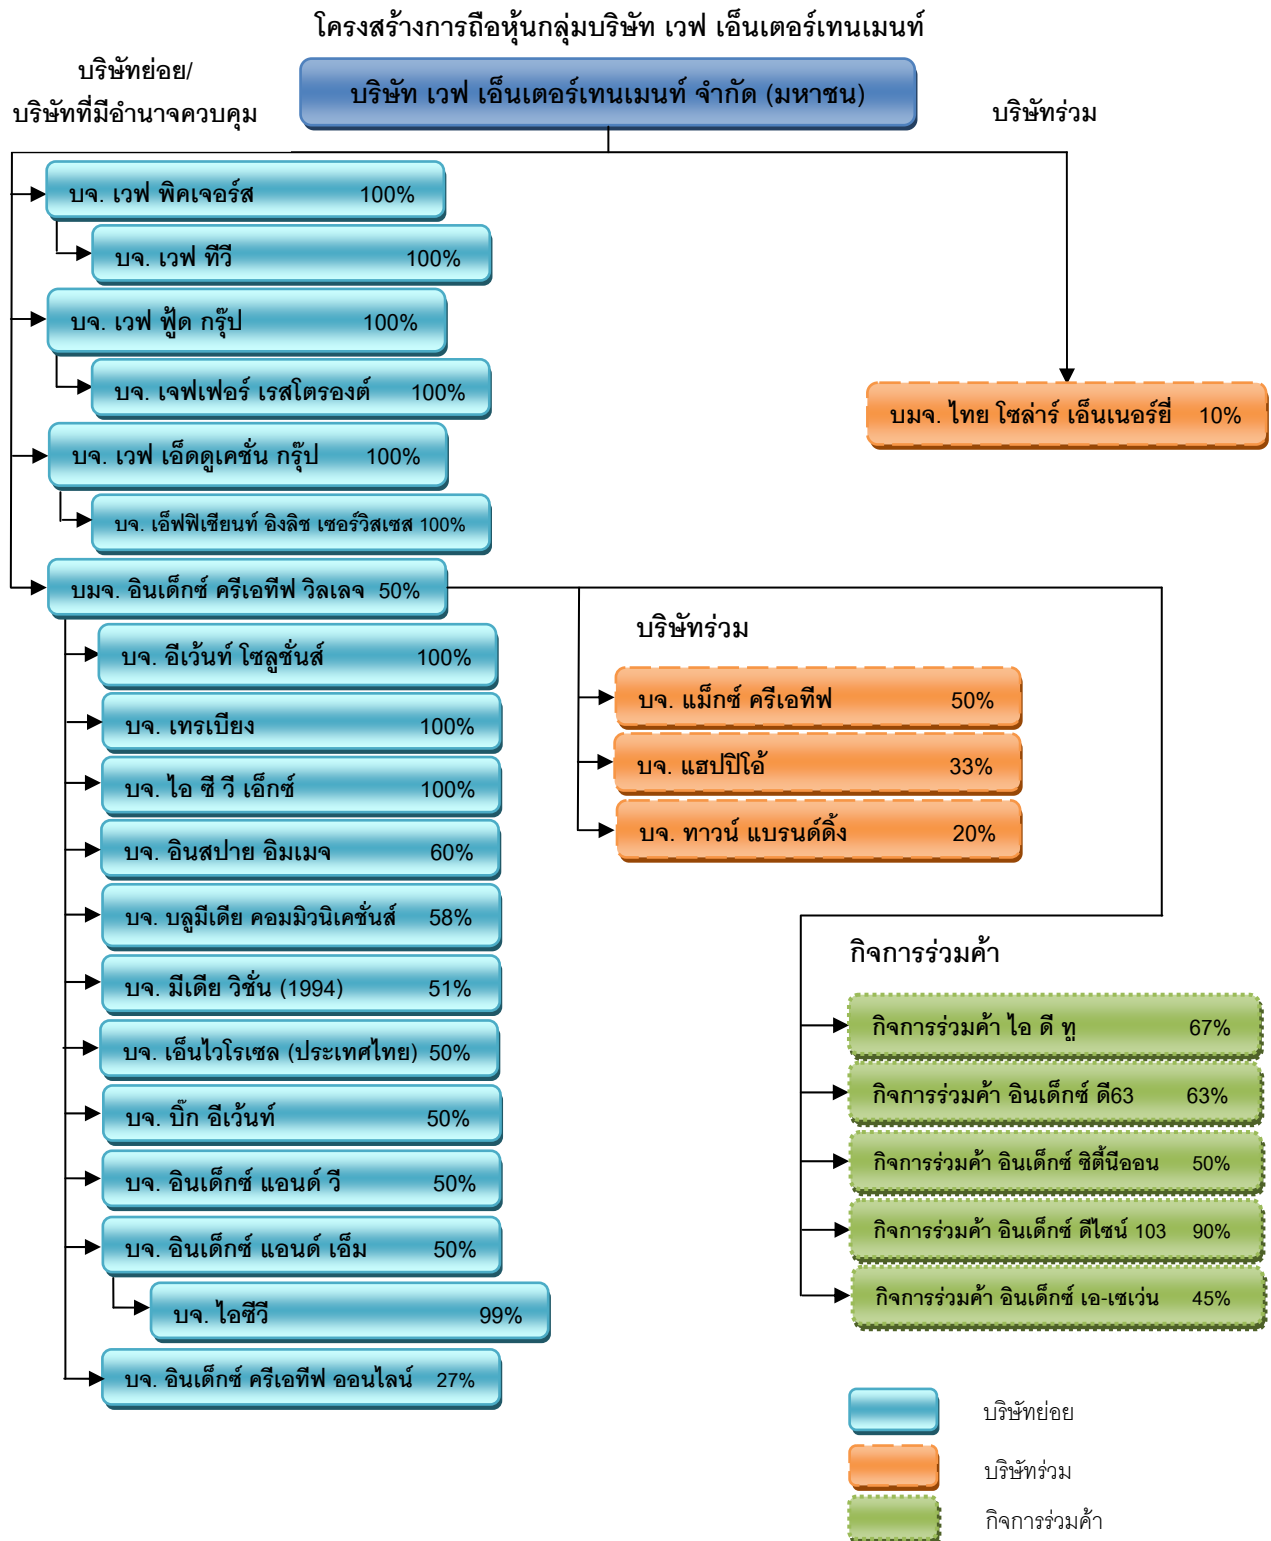 โครงสร้างการถือหุ้นกลุ่มบริษัท เวฟ เอ็นเตอร์เทนเมนท์
บริษัทย่อย/
บริษัทที่มีอำนาจควบคุม
บริษัท เวฟ เอ็นเตอร์เทนเมนท์ จำกัด (มหาชน)
บริษัทร่วม
บจ. เวฟ พิคเจอร์ส 100%
บจ. เวฟ ทีวี 100%
บจ. เวฟ ฟู้ด กรุ๊ป 100%
บจ. เจฟเฟอร์ เรสโตรองต์ 100%
บมจ. ไทย โซล่าร์ เอ็นเนอร์ยี่ 10%
บจ. เวฟ เอ็ดดูเคชั่น กรุ๊ป 100%
บจ. เอ็ฟฟิเชียนท์ อิงลิช เซอร์วิสเซส 100%
บมจ. อินเด็กซ์ ครีเอทีฟ วิลเลจ 50%
บจ. อีเว้นท์ โซลูชั่นส์ 100%
บจ. เทรเบียง 100%
บจ. ไอ ซี วี เอ็กซ์ 100%
บจ. อินสปาย อิมเมจ 60%
บจ. บลูมีเดีย คอมมิวนิเคชั่นส์ 58%
บจ. มีเดีย วิชั่น (1994) 51%
บจ. เอ็นไวโรเซล (ประเทศไทย) 50%
บจ. บิ๊ก อีเว้นท์ 50%
บจ. อินเด็กซ์ แอนด์ วี 50%
บจ. อินเด็กซ์ แอนด์ เอ็ม 50%
บจ. ไอซีวี 99%
บจ. อินเด็กซ์ ครีเอทีฟ ออนไลน์ 27%
บริษัทร่วม
บจ. แม็กซ์ ครีเอทีฟ 50%
บจ. แฮปปิโอ้ 33%
บจ. ทาวน์ แบรนด์ดิ้ง 20%
กิจการร่วมค้า
กิจการร่วมค้า ไอ ดี ทู 67%
กิจการร่วมค้า อินเด็กซ์ ดี63 63%
กิจการร่วมค้า อินเด็กซ์ ซิตี้นีออน 50%
กิจการร่วมค้า อินเด็กซ์ ดีไซน์ 103 90%
กิจการร่วมค้า อินเด็กซ์ เอ-เซเว่น 45%
บริษัทย่อย
บริษัทร่วม
กิจการร่วมค้า